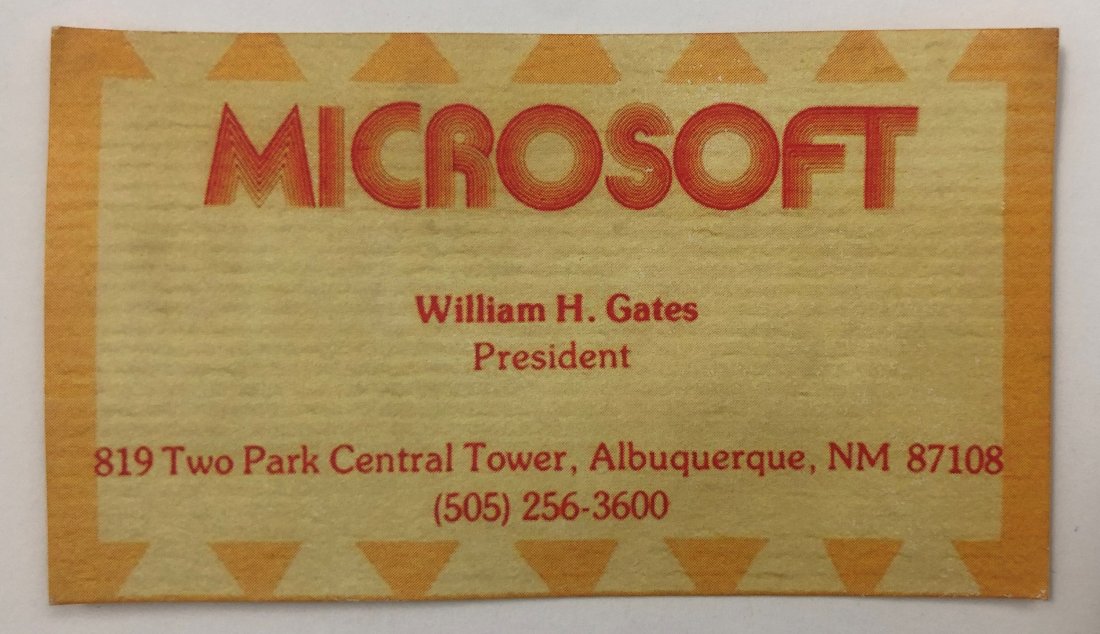 MICROSOFT
William H. Gates
President
819 Two Park Central Tower, Albuquerque, NM 87108
(505) 256-3600